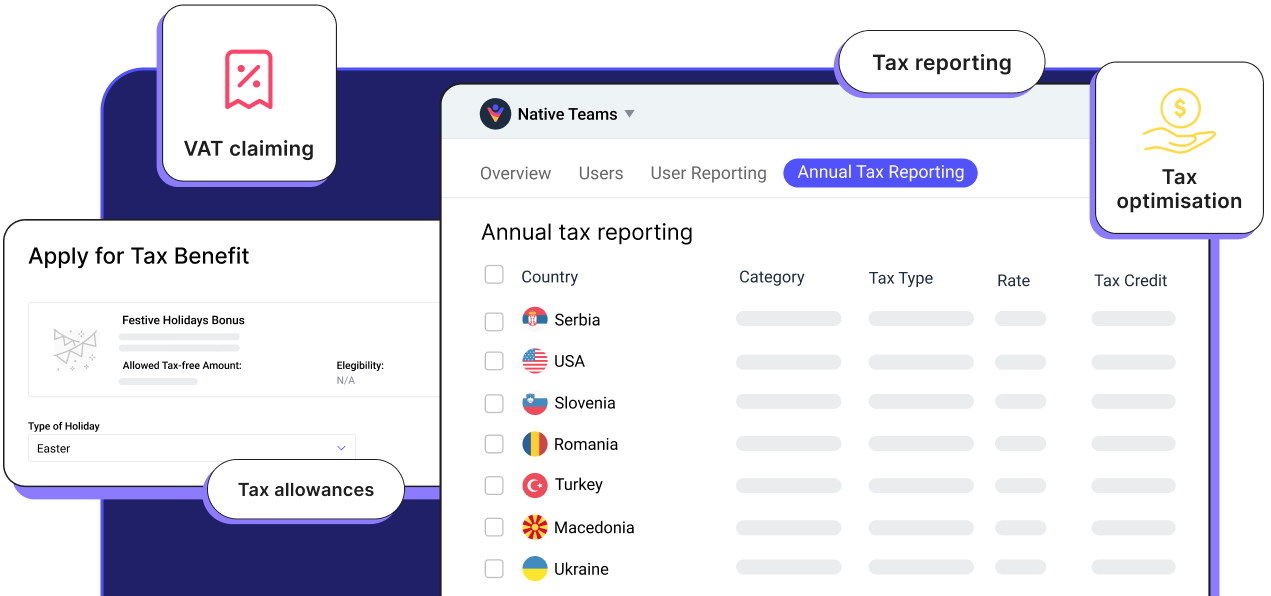 VAT claiming
Tax reporting
Tax
optimisation
Native Teams
Overview Users User Reporting Annual Tax Reporting
Annual tax reporting
Country Category Tax Type Rate Tax Credit
Serbia
USA
Slovenia
Romania
Turkey
Macedonia
Ukraine
Apply for Tax Benefit
Festive Holidays Bonus
Allowed Tax-free Amount: Elegibility:
N/A
Type of Holiday
Easter
Tax allowances